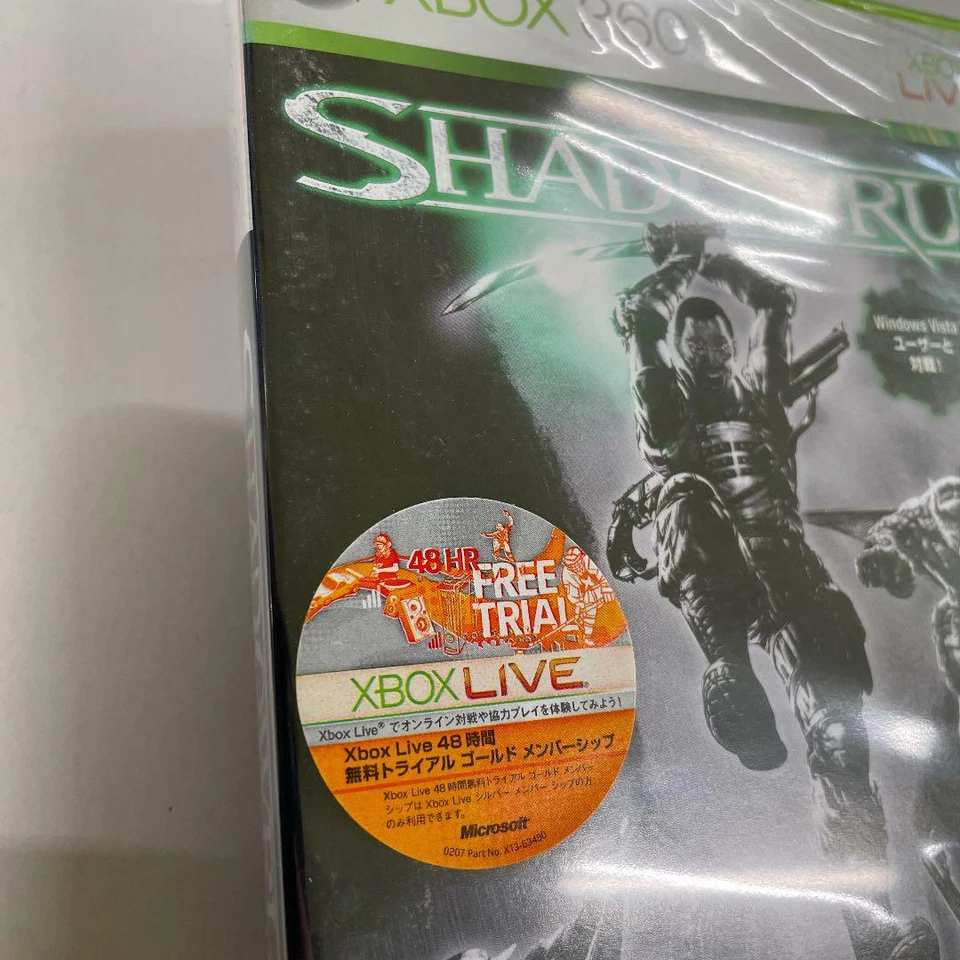 XBOX 360
XBOX
LIV
SHAD RU
Windows Vista
ユーザーと
対戦!
48 HR
FREE
TRIAL
XBOX LIVE®
Xbox Live® でオンライン対戦や協力プレイを体験してみよう!
Xbox Live 48 時間
無料トライアル ゴールド メンバーシップ
Xbox Live 48 時間無料トライアル ゴールド メンバー
シップは Xbox Live シルバー メンバー シップの方
のみ利用できます。
Microsoft
0207 Part No. X13-63490